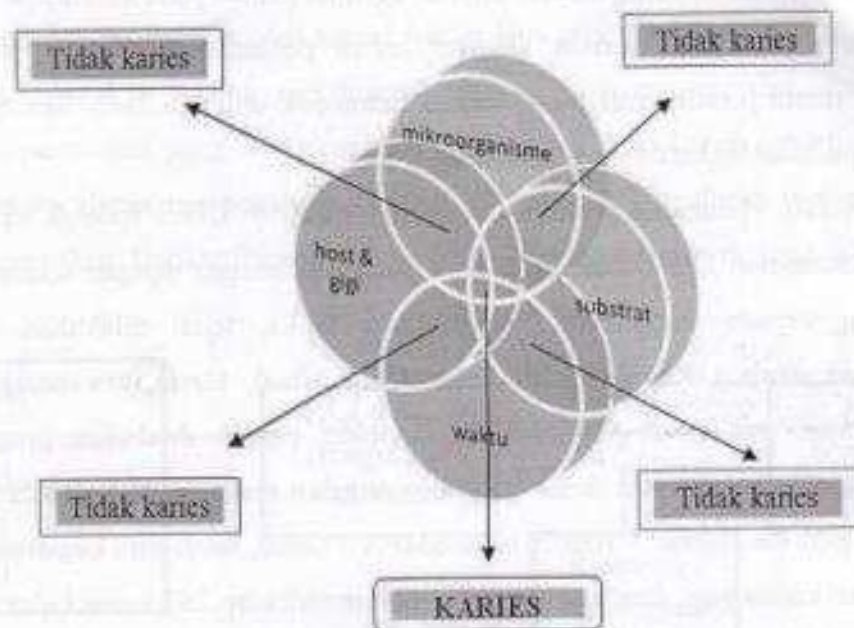 Tidak karies
Tidak karies
mikroorganisme
host &
gigi
substrat
waktu
Tidak karies
Tidak karies
KARIES